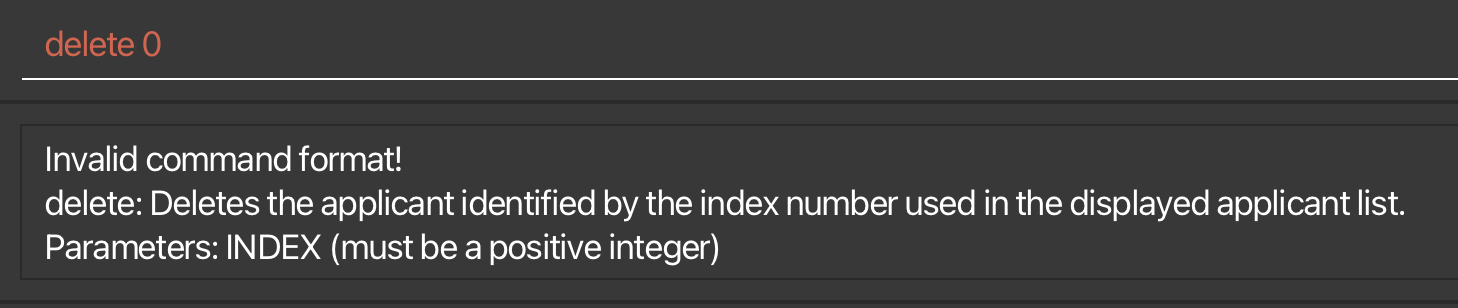 delete 0
Invalid command format!
delete: Deletes the applicant identified by the index number used in the displayed applicant list.
Parameters: INDEX (must be a positive integer)